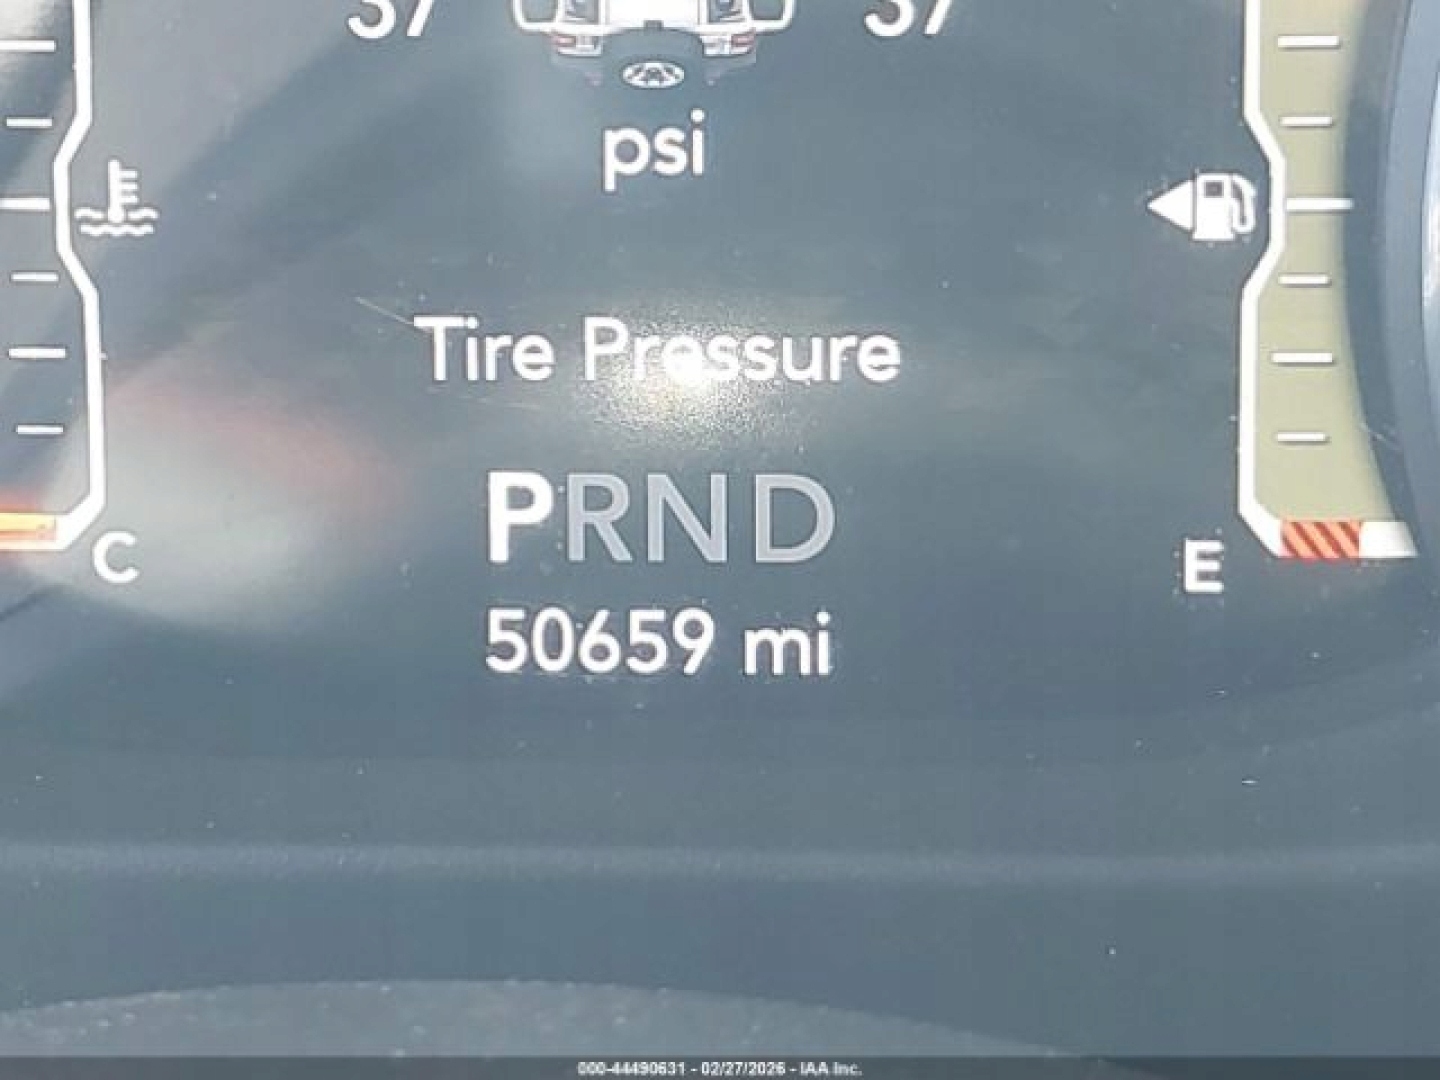 37 37
psi
Tire Pressure
PRND
C E
50659 mi
000-44490631 - 02/27/2026 - IAA Inc.